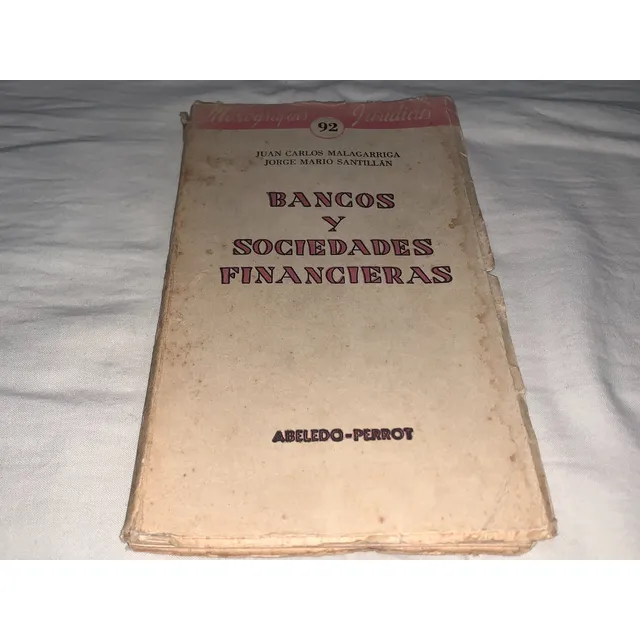 Monografías Jurídicas
92
JUAN CARLOS MALAGARRIGA
JORGE MARIO SANTILLÁN
BANCOS
Y
SOCIEDADES
FINANCIERAS
ABELEDO-PERROT